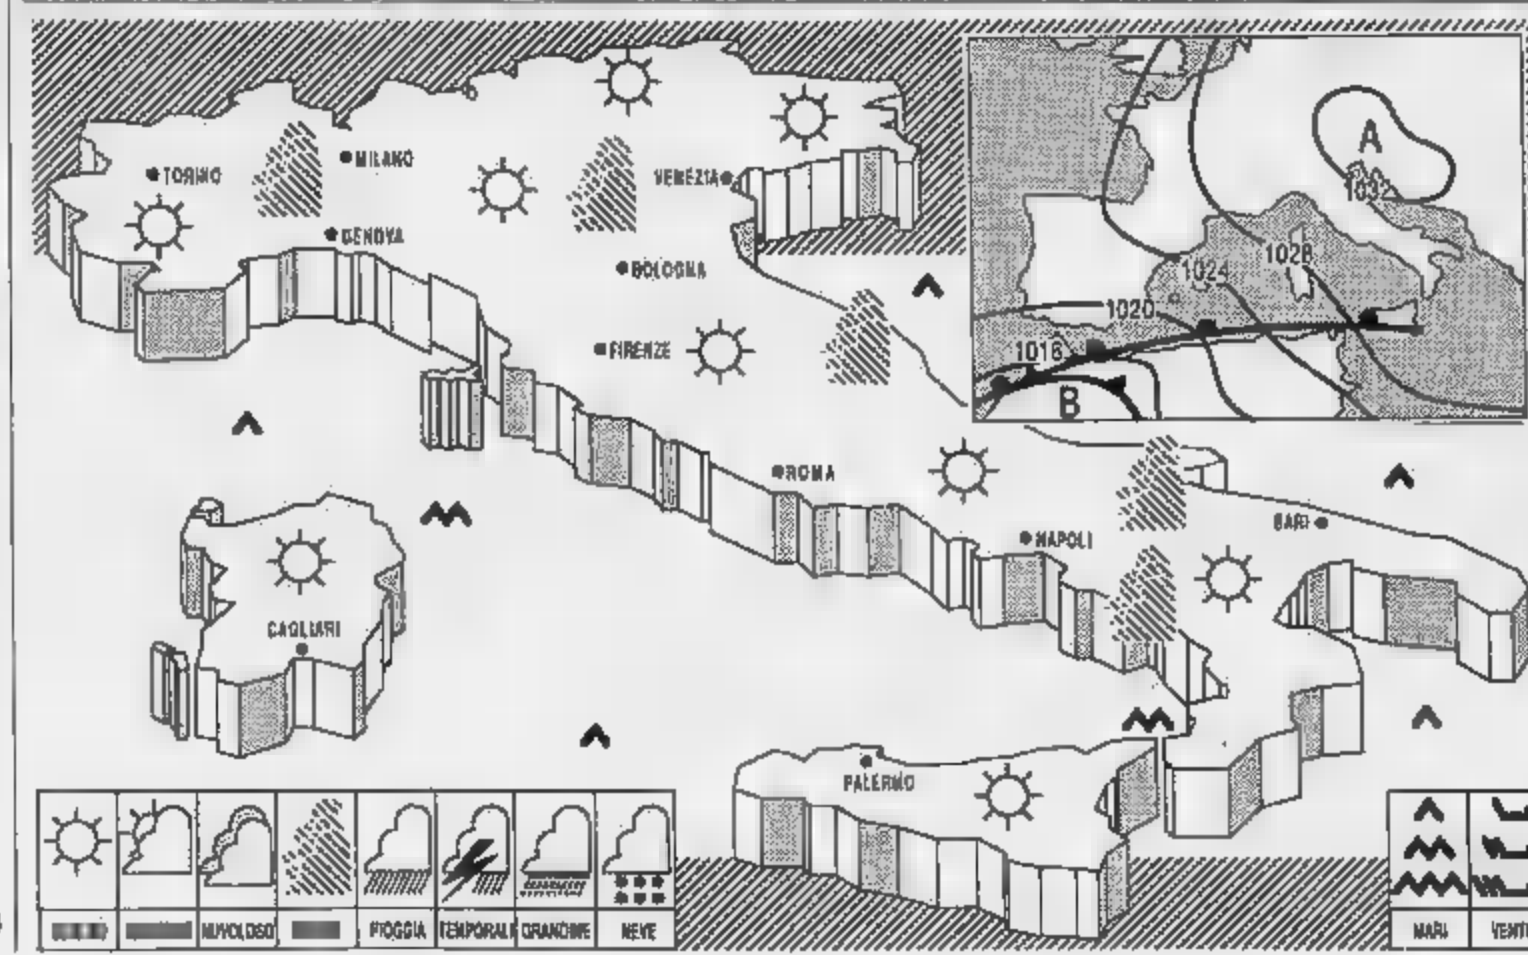 MILANO
TORINO
VENEZIA
GENOVA
BOLOGNA
FIRENZE
ROMA
NAPOLI
BARI
CAGLIARI
PALERMO
A
1032
1028
1024
1020
1016
B
NUVOLOSO
PIOGGIA
TEMPORALI
GRANDINE
NEVE
MARI
VENTI